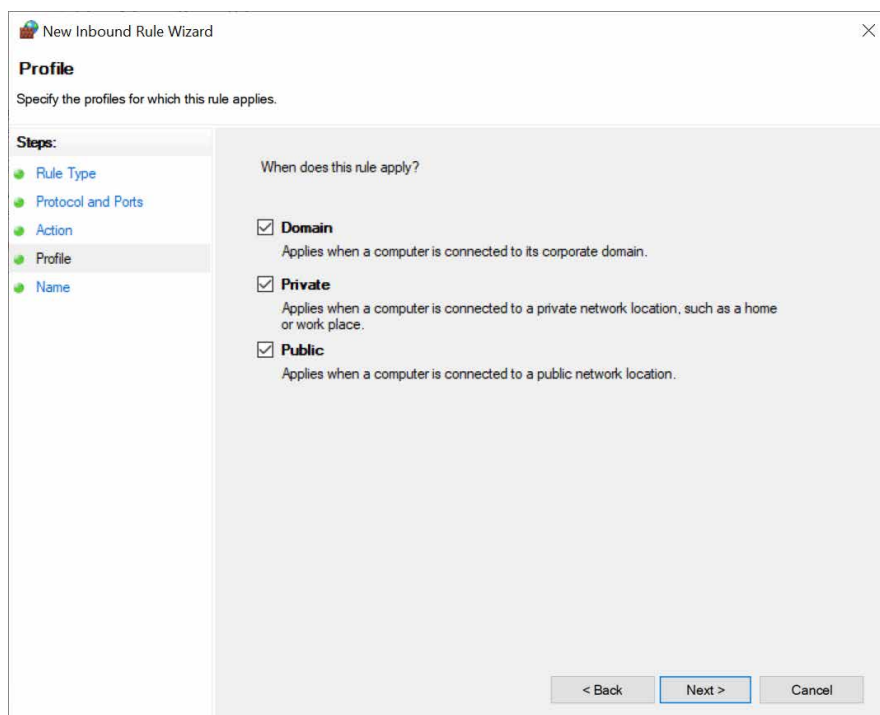 New Inbound Rule Wizard
Profile
Specify the profiles for which this rule applies.
Steps:
Rule Type
Protocol and Ports
Action
Profile
Name
When does this rule apply?
Domain
Applies when a computer is connected to its corporate domain.
Private
Applies when a computer is connected to a private network location, such as a home
or work place.
Public
Applies when a computer is connected to a public network location.
< Back
Next >
Cancel